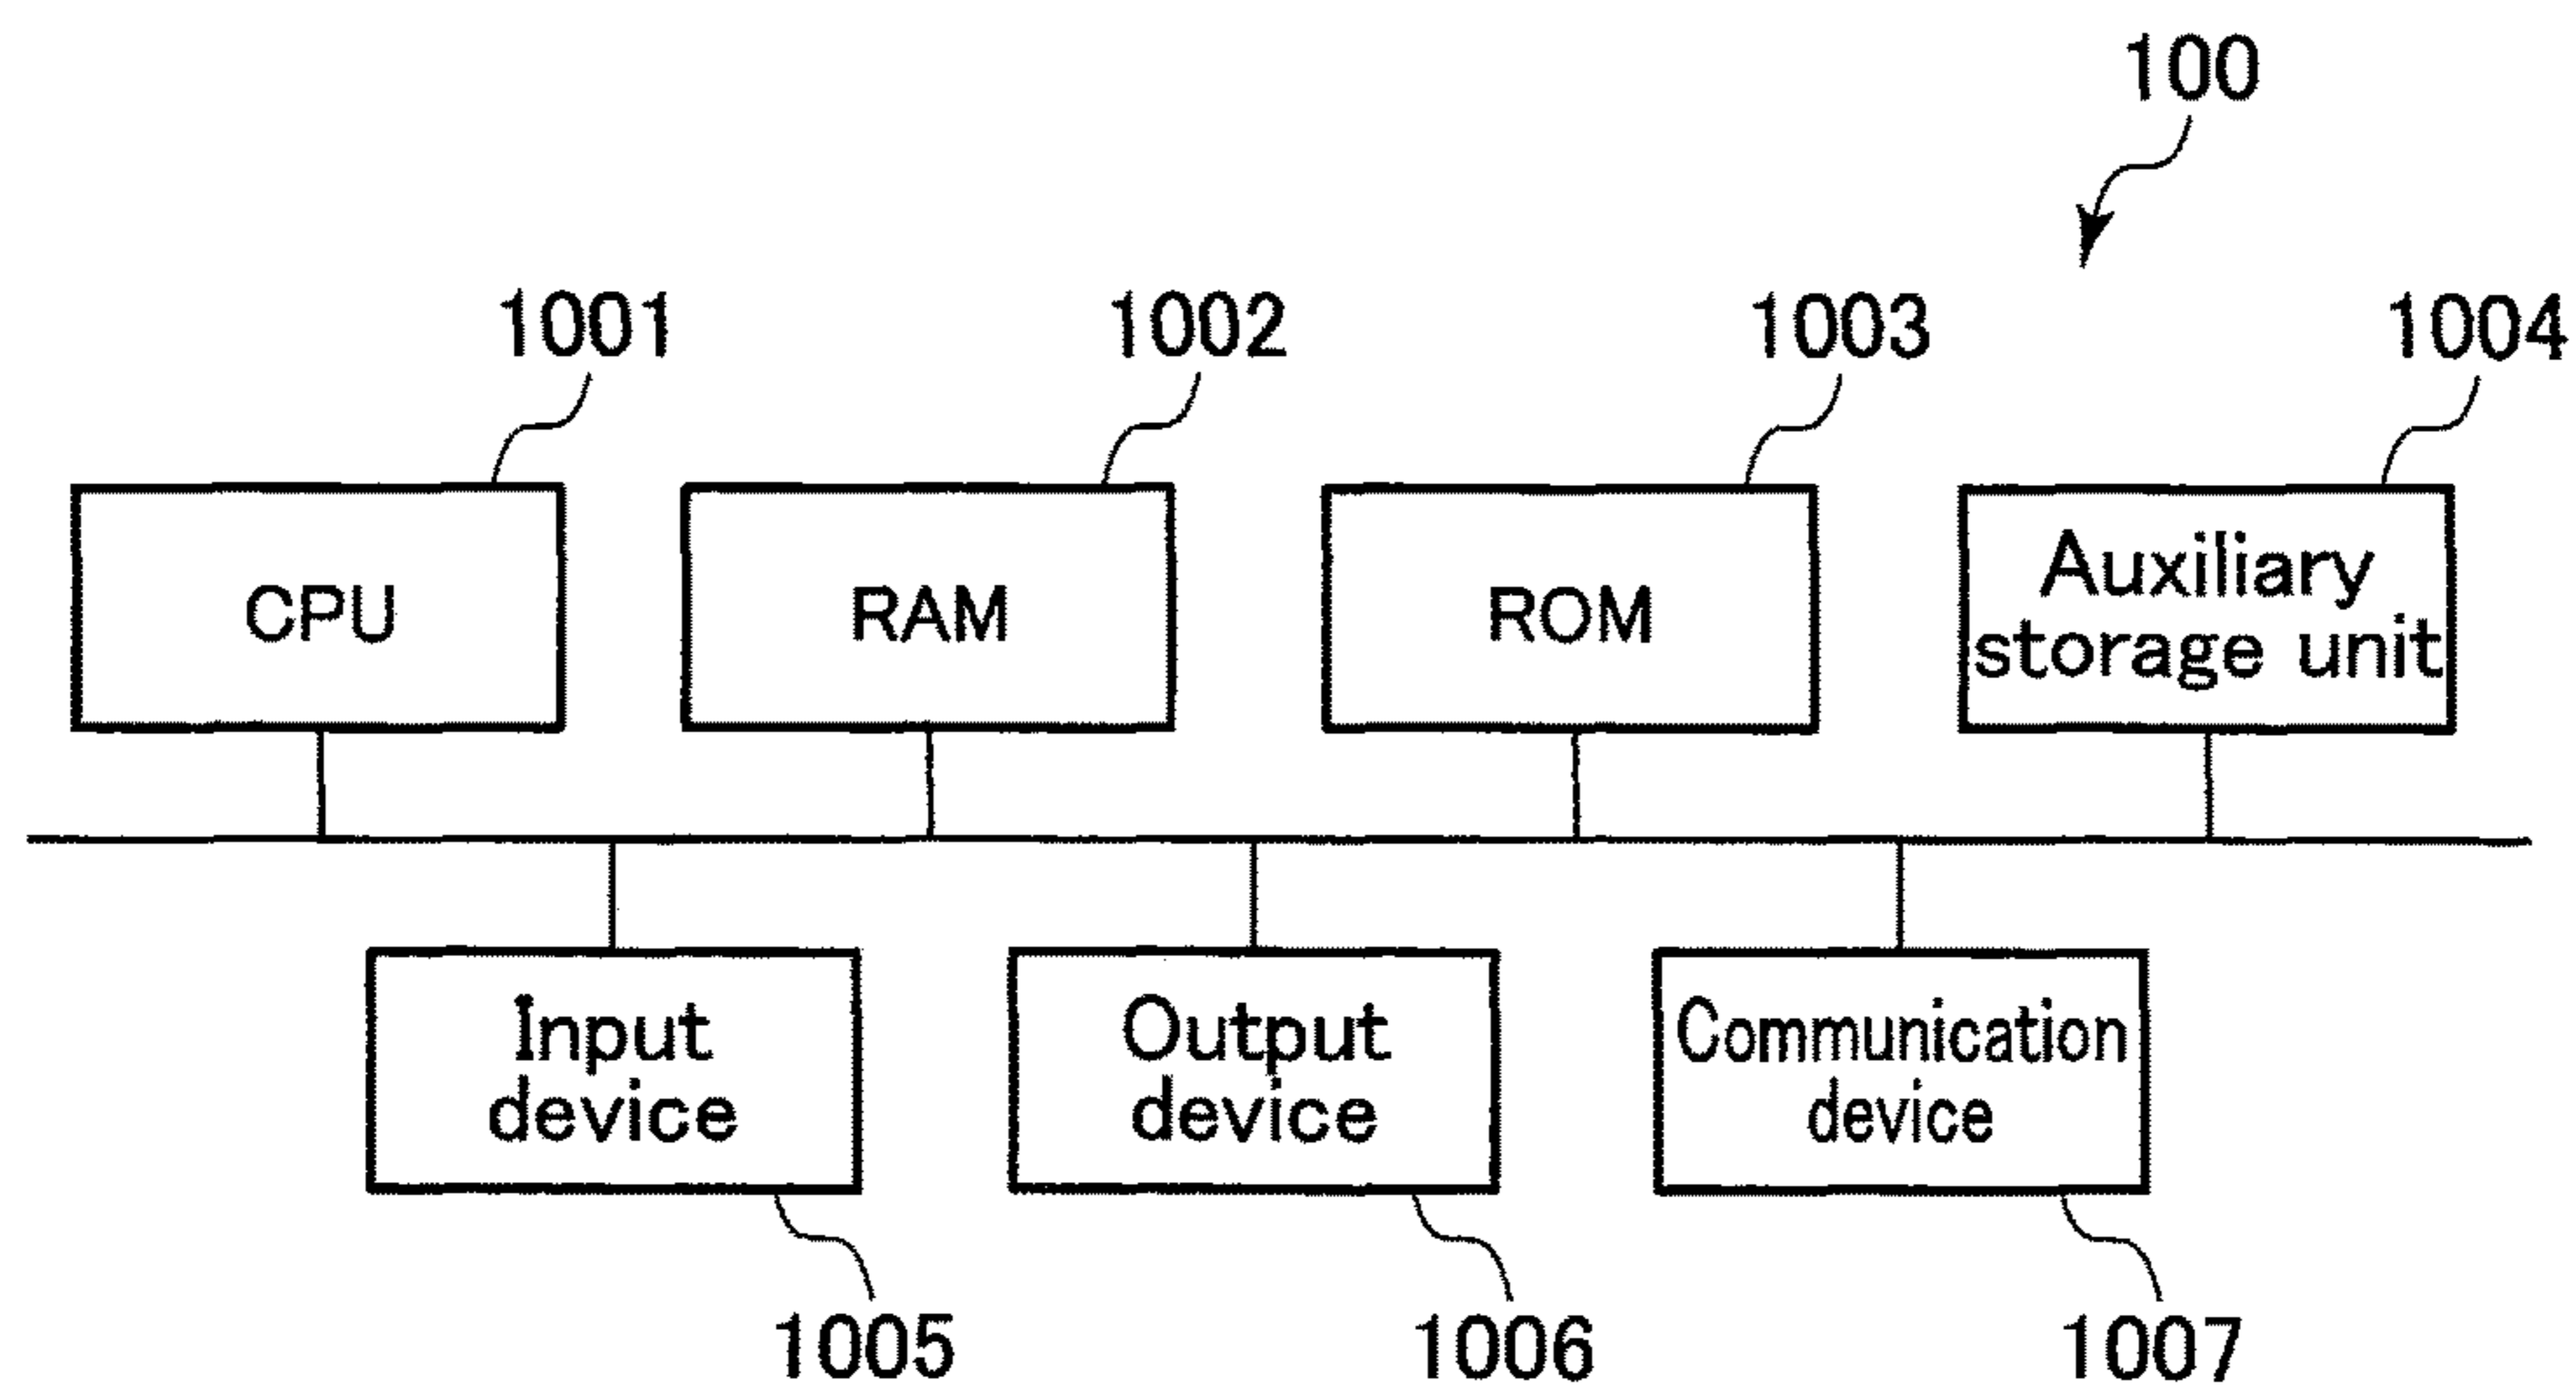 100
1001
1002
1003
1004
CPU
RAM
ROM
Auxiliary
storage unit
Input
device
Output
device
Communication
device
1005
1006
1007